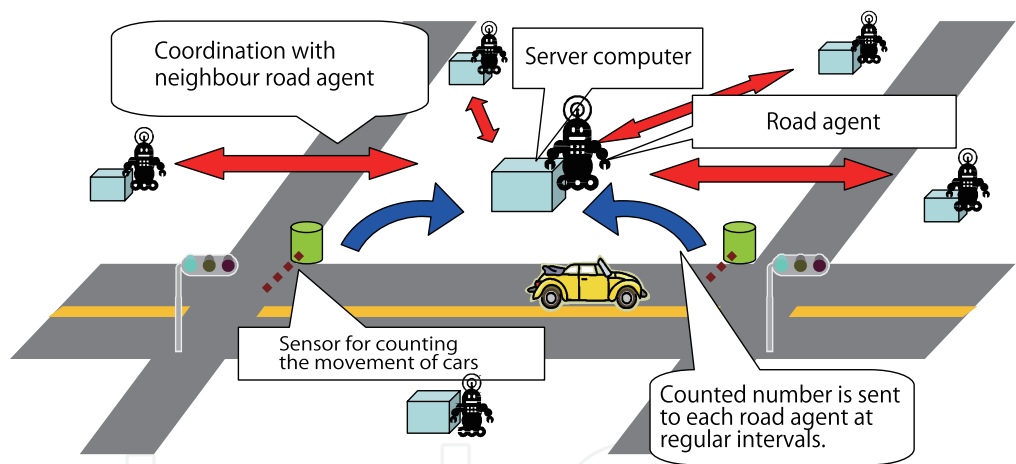 Coordination with
neighbour road agent
Server computer
Road agent
Sensor for counting
the movement of cars
Counted number is sent
to each road agent at
regular intervals.